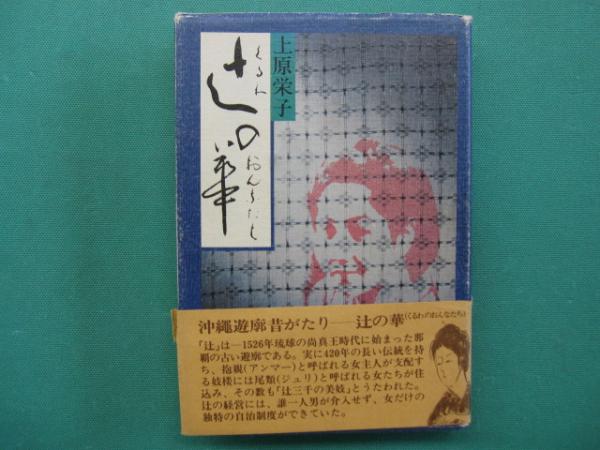 上原栄子
辻の華
くるわ
おんなたち
沖繩遊廓昔がたり──辻の華(くるわのおんなたち)
「辻」は──1526年琉球の尚真王時代に始まった那
覇の古い遊廓である。実に420年の長い伝統を持
ち、抱親(アンマー)と呼ばれる女主人が支配す
る妓楼には尾類(ジュリ)と呼ばれる女たちが住
込み、その数も「辻三千の美妓」とうたわれた。
辻の経営には、誰一人男が介入せず、女だけの
独特の自治制度ができていた。